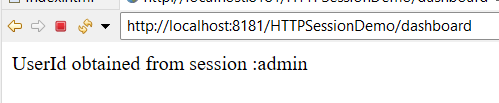 http://localhost:8181/HTTPSessionDemo/dashboard
UserId obtained from session :admin